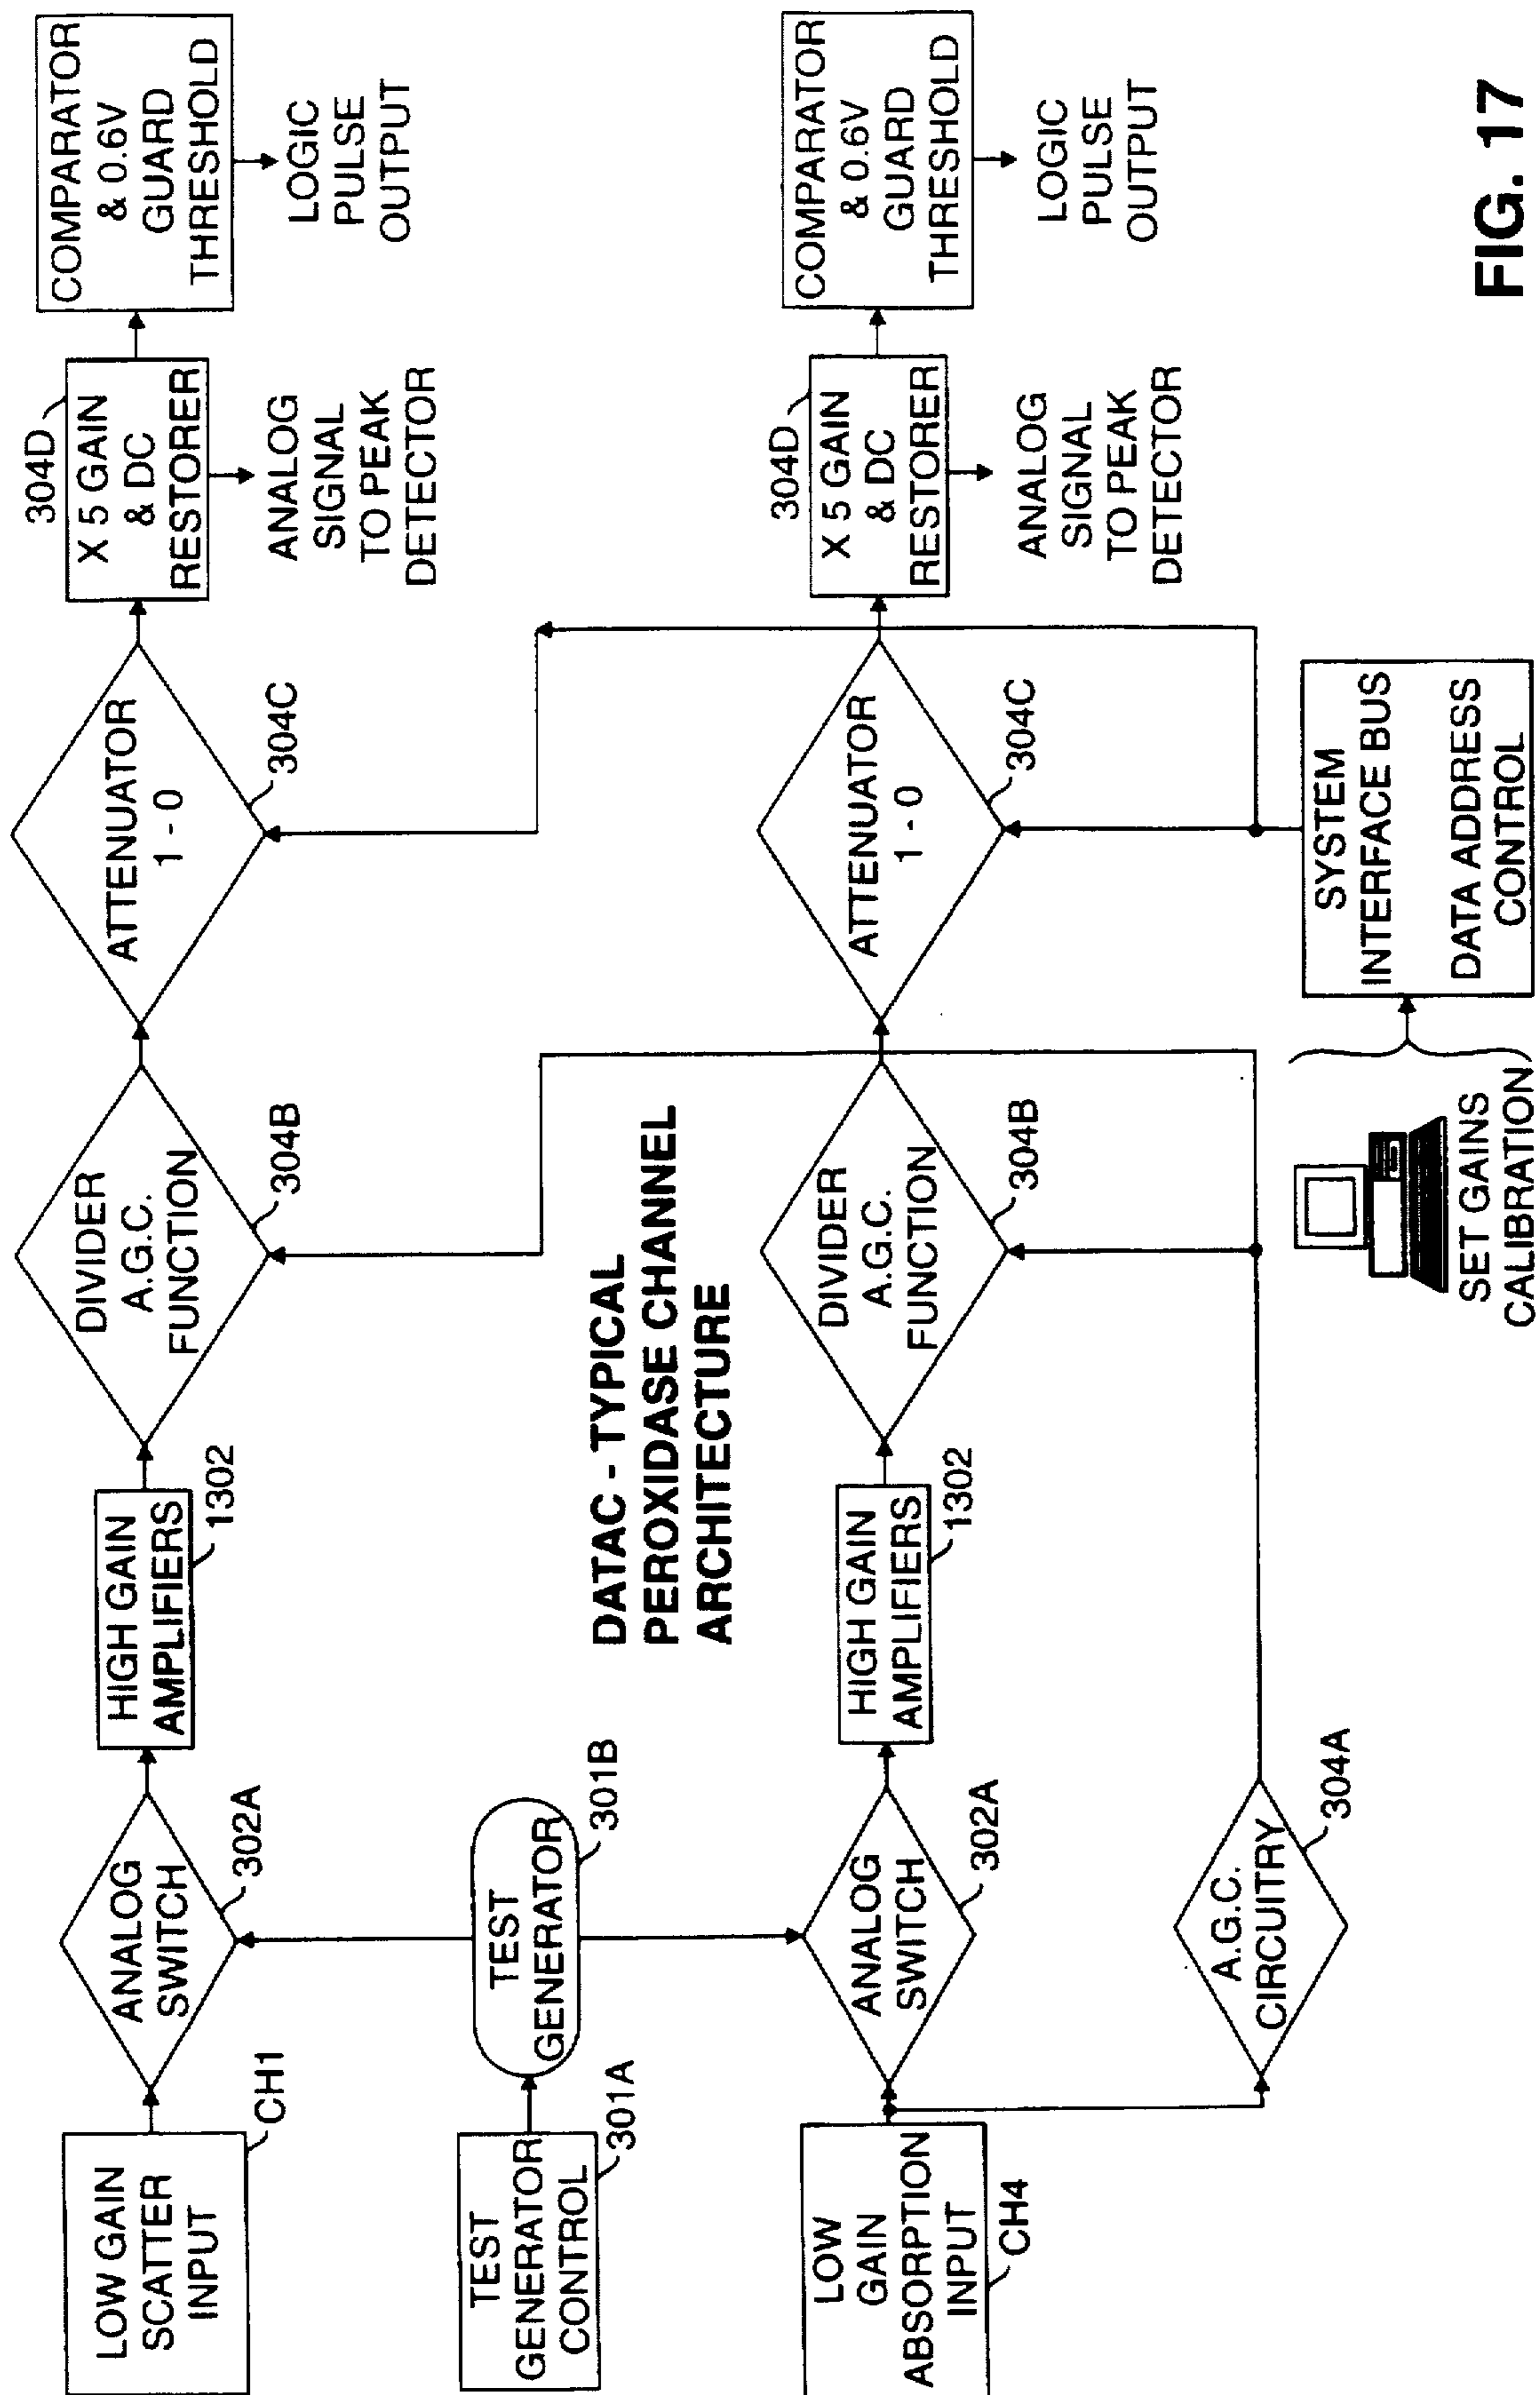 LOW GAIN
SCATTER
INPUT
CH1
ANALOG
SWITCH
302A
HIGH GAIN
AMPLIFIERS
1302
DIVIDER
A.G.C.
FUNCTION
304B
ATTENUATOR
1 - 0
304C
304D
X 5 GAIN
& DC
RESTORER
ANALOG
SIGNAL
TO PEAK
DETECTOR
COMPARATOR
& 0.6V
GUARD
THRESHOLD
LOGIC
PULSE
OUTPUT
TEST
GENERATOR
CONTROL
301A
TEST
GENERATOR
301B
DATAC - TYPICAL
PEROXIDASE CHANNEL
ARCHITECTURE
LOW
GAIN
ABSORPTION
INPUT
CH4
ANALOG
SWITCH
302A
HIGH GAIN
AMPLIFIERS
1302
DIVIDER
A.G.C.
FUNCTION
304B
ATTENUATOR
1 - 0
304C
304D
X 5 GAIN
& DC
RESTORER
ANALOG
SIGNAL
TO PEAK
DETECTOR
COMPARATOR
& 0.6V
GUARD
THRESHOLD
LOGIC
PULSE
OUTPUT
A.G.C.
CIRCUITRY
304A
SET GAINS
CALIBRATION
SYSTEM
INTERFACE BUS
DATA ADDRESS
CONTROL
FIG. 17